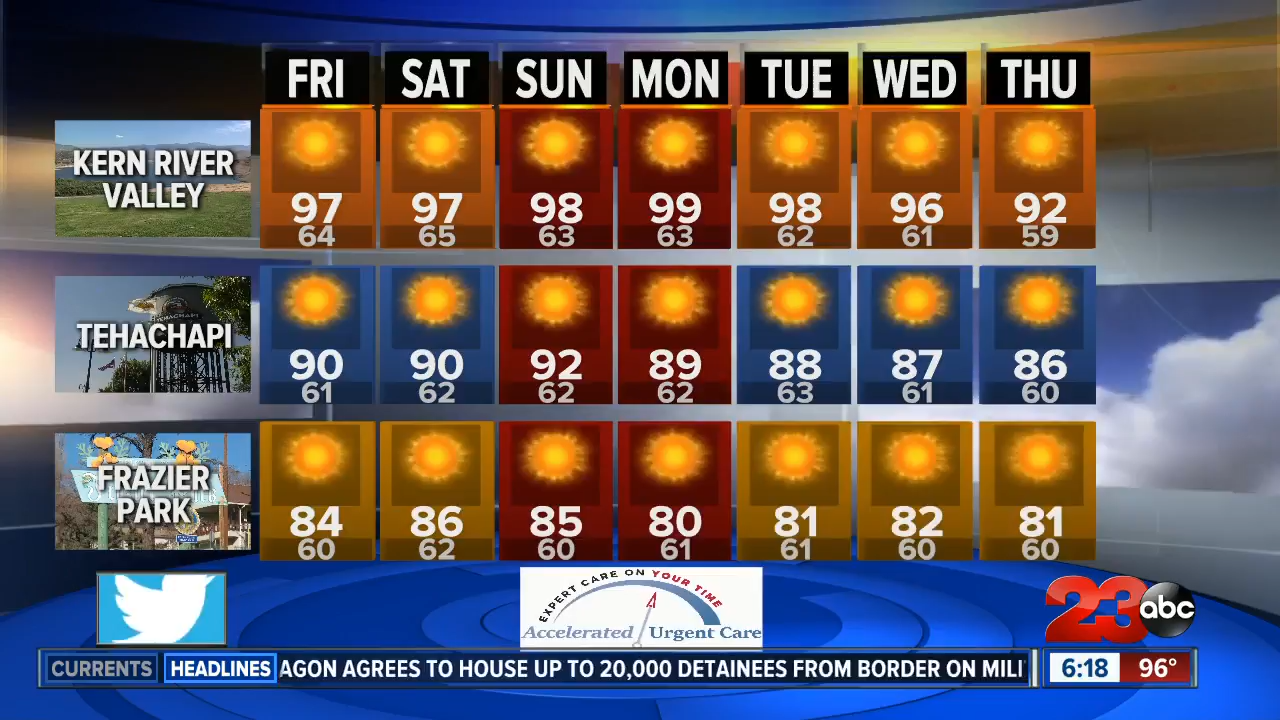 FRI SAT SUN MON TUE WED THU
KERN RIVER
VALLEY
97 97 98 99 98 96 92
64 65 63 63 62 61 59
TEHACHAPI
90 90 92 89 88 87 86
61 62 62 62 63 61 60
FRAZIER
PARK
84 86 85 80 81 82 81
60 62 60 61 61 60 60
EXPERT CARE ON YOUR TIME
Accelerated Urgent Care
23 abc
CURRENTS HEADLINES AGON AGREES TO HOUSE UP TO 20,000 DETAINEES FROM BORDER ON MILI 6:18 96°